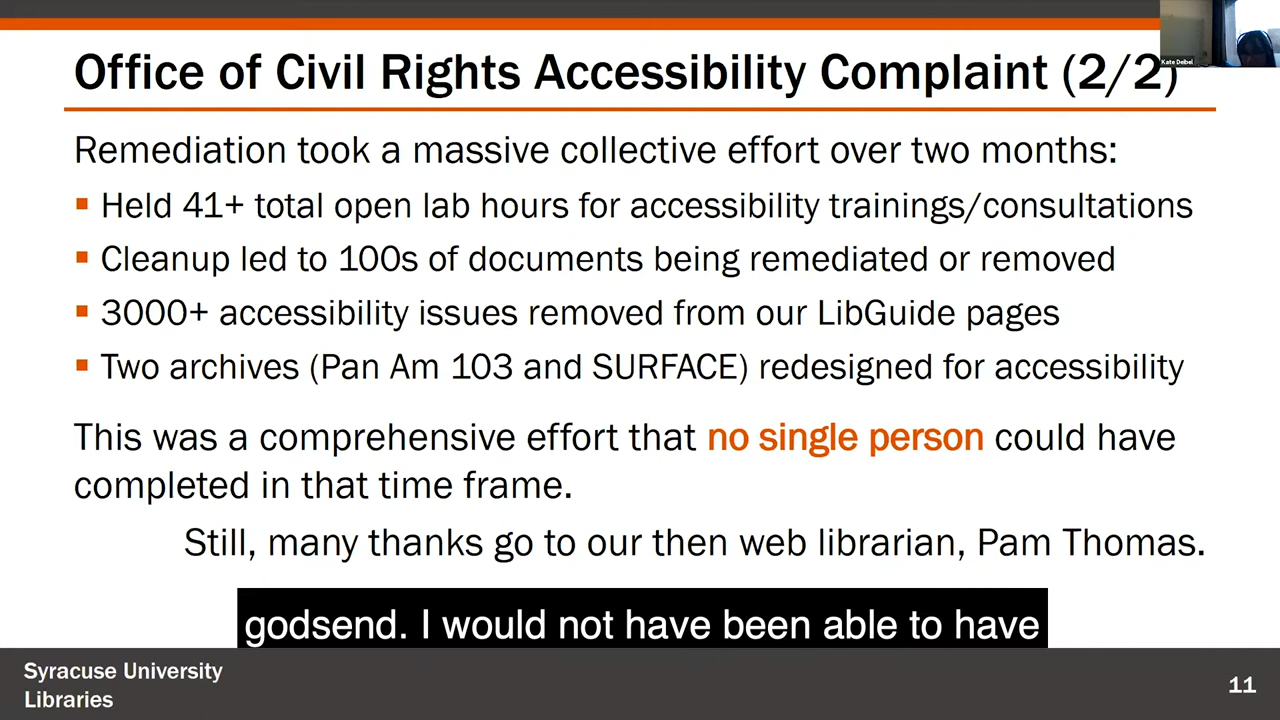 Office of Civil Rights Accessibility Complaint (2/2)
Kate Deibel
Remediation took a massive collective effort over two months:
▪ Held 41+ total open lab hours for accessibility trainings/consultations
▪ Cleanup led to 100s of documents being remediated or removed
▪ 3000+ accessibility issues removed from our LibGuide pages
▪ Two archives (Pan Am 103 and SURFACE) redesigned for accessibility
This was a comprehensive effort that no single person could have
completed in that time frame.
Still, many thanks go to our then web librarian, Pam Thomas.
godsend. I would not have been able to have
Syracuse University
Libraries
11